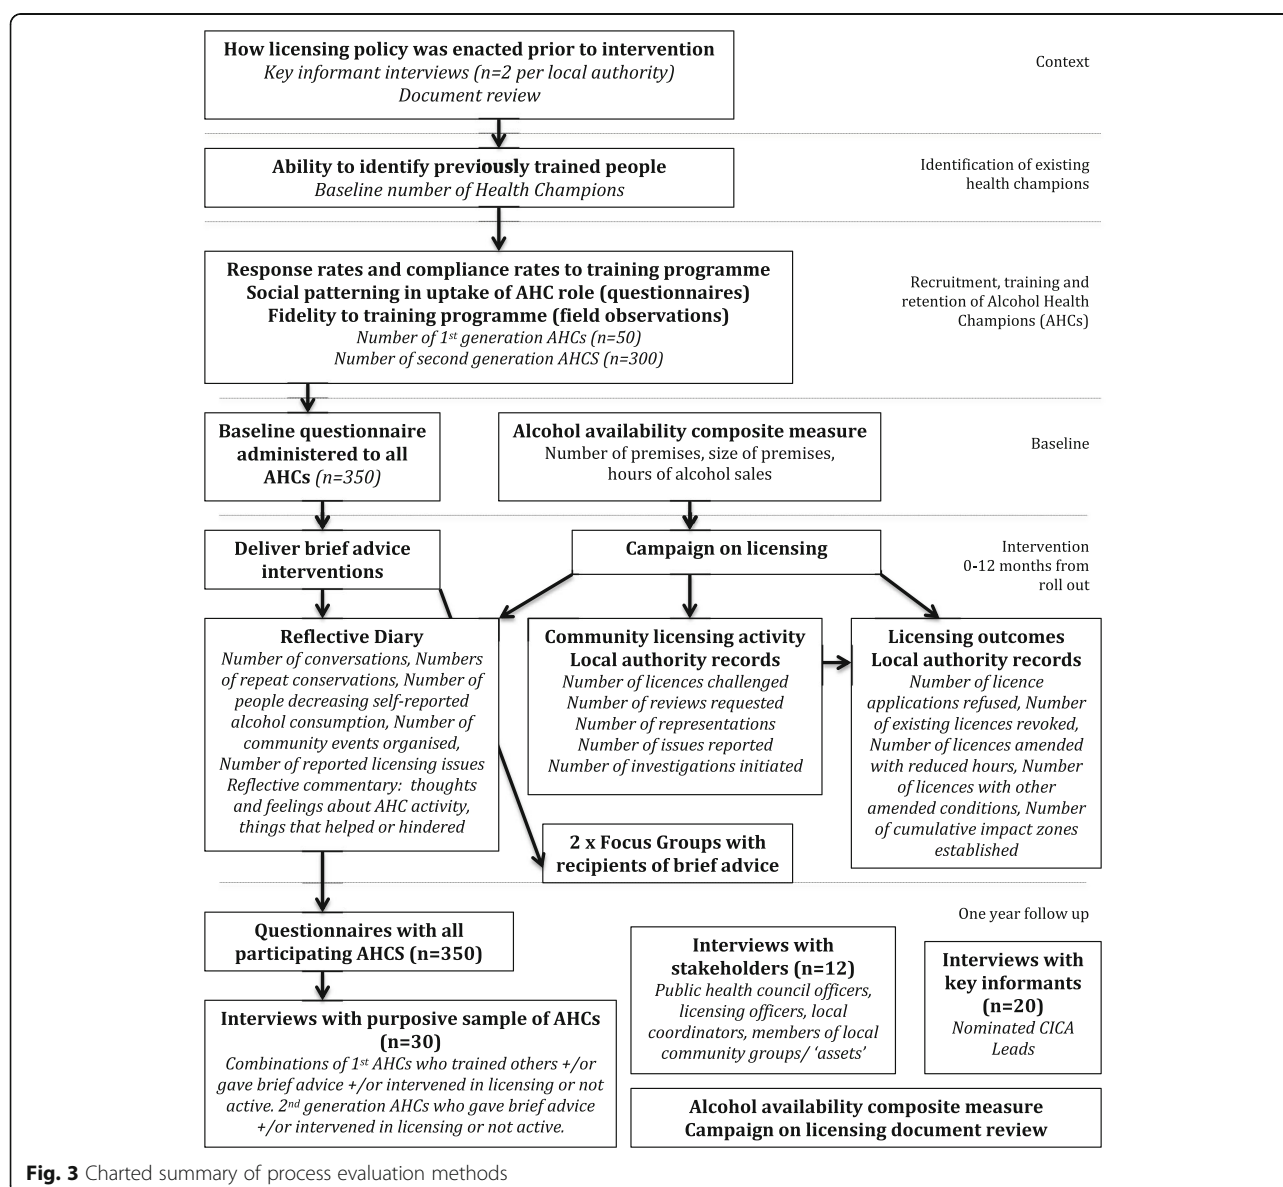 How licensing policy was enacted prior to intervention
Key informant interviews (n=2 per local authority)
Document review
Context
Ability to identify previously trained people
Baseline number of Health Champions
Identification of existing
health champions
Response rates and compliance rates to training programme
Social patterning in uptake of AHC role (questionnaires)
Fidelity to training programme (field observations)
Number of 1st generation AHCs (n=50)
Number of second generation AHCS (n=300)
Recruitment, training and
retention of Alcohol Health
Champions (AHCs)
Baseline questionnaire
administered to all
AHCs (n=350)
Alcohol availability composite measure
Number of premises, size of premises,
hours of alcohol sales
Baseline
Deliver brief advice
interventions
Campaign on licensing
Intervention
0-12 months from
roll out
Reflective Diary
Number of conversations, Numbers
of repeat conservations, Number of
people decreasing self-reported
alcohol consumption, Number of
community events organised,
Number of reported licensing issues
Reflective commentary: thoughts
and feelings about AHC activity,
things that helped or hindered
Community licensing activity
Local authority records
Number of licences challenged
Number of reviews requested
Number of representations
Number of issues reported
Number of investigations initiated
Licensing outcomes
Local authority records
Number of licence
applications refused, Number
of existing licences revoked,
Number of licences amended
with reduced hours, Number
of licences with other
amended conditions, Number
of cumulative impact zones
established
2 x Focus Groups with
recipients of brief advice
One year follow up
Questionnaires with all
participating AHCS (n=350)
Interviews with
stakeholders (n=12)
Public health council officers,
licensing officers, local
coordinators, members of local
community groups/ ‘assets’
Interviews with
key informants
(n=20)
Nominated CICA
Leads
Interviews with purposive sample of AHCs
(n=30)
Combinations of 1st AHCs who trained others +/or
gave brief advice +/or intervened in licensing or not
active. 2nd generation AHCs who gave brief advice
+/or intervened in licensing or not active.
Alcohol availability composite measure
Campaign on licensing document review
Fig. 3 Charted summary of process evaluation methods